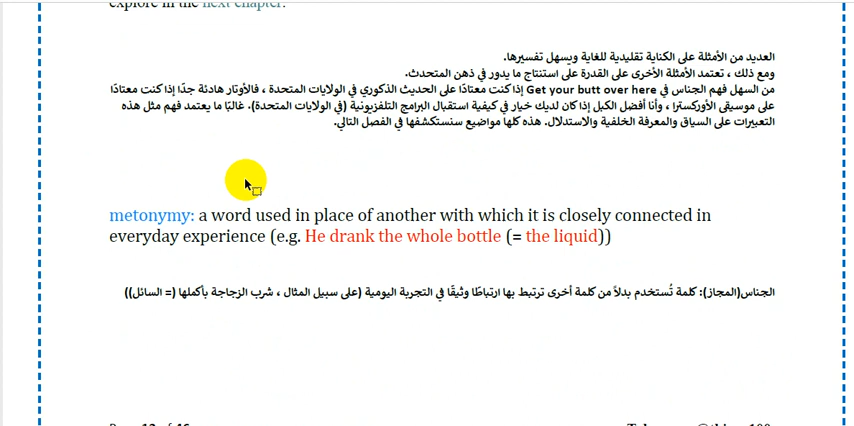 explore in the next chapter.
العديد من الأمثلة على الكناية تقليدية للغاية ويسهل تفسيرها.
ومع ذلك ، تعتمد الأمثلة الأخرى على القدرة على استنتاج ما يدور في ذهن المتحدث.
من السهل فهم الجناس في Get your butt over here إذا كنت معتادًا على الحديث الذكوري في الولايات المتحدة ، فالأوتار هادئة جدًا إذا كنت معتادًا
على موسيقى الأوركسترا ، وأنا أفضل الكبل إذا كان لديك خيار في كيفية استقبال البرامج التلفزيونية (في الولايات المتحدة). غالبًا ما يعتمد فهم مثل هذه
التعبيرات على السياق والمعرفة الخلفية والاستدلال. هذه كلها مواضيع سنستكشفها في الفصل التالي.
metonymy: a word used in place of another with which it is closely connected in
everyday experience (e.g. He drank the whole bottle (= the liquid))
الجناس(المجاز): كلمة تُستخدم بدلاً من كلمة أخرى ترتبط بها ارتباطًا وثيقًا في التجربة اليومية (على سبيل المثال ، شرب الزجاجة بأكملها (= السائل))